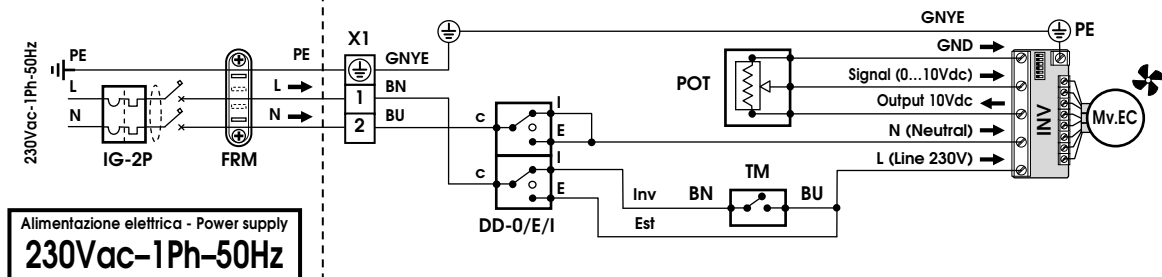 230Vac-1Ph-50Hz
PE
L
N
IG-2P
FRM
PE
L
N
X1
1
2
GNYE
BN
BU
GNYE
PE
c
I
E
c
I
E
DD-0/E/I
Inv
Est
BN
TM
BU
POT
GND
Signal (0...10Vdc)
Output 10Vdc
N (Neutral)
L (Line 230V)
INV
Mv.EC
Alimentazione elettrica - Power supply
230Vac–1Ph–50Hz